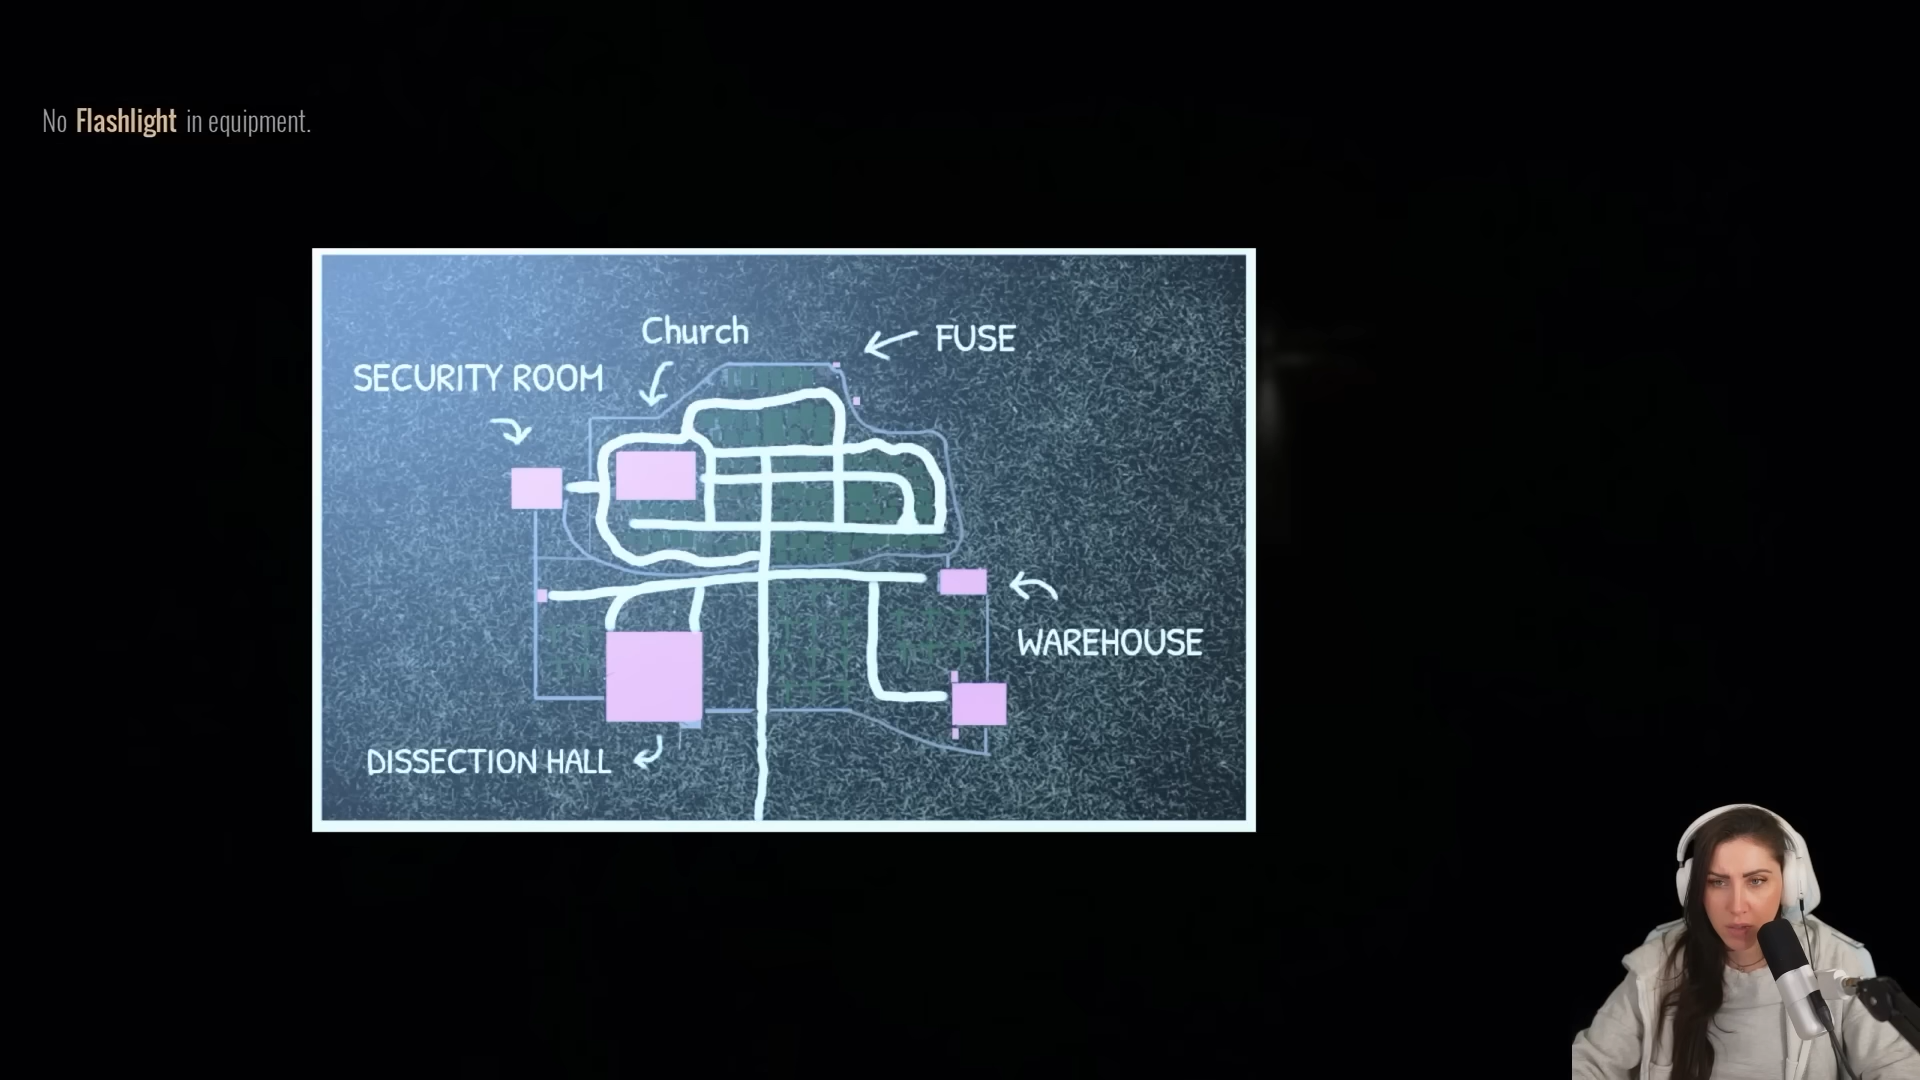 No Flashlight in equipment.
Church
FUSE
SECURITY ROOM
WAREHOUSE
DISSECTION HALL